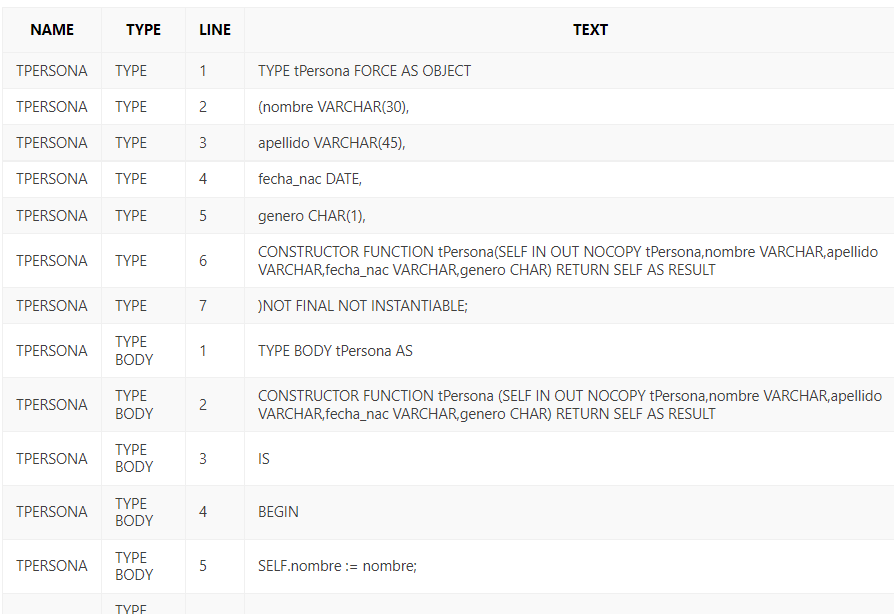 NAME TYPE LINE TEXT
TPERSONA TYPE 1 TYPE tPersona FORCE AS OBJECT
TPERSONA TYPE 2 (nombre VARCHAR(30),
TPERSONA TYPE 3 apellido VARCHAR(45),
TPERSONA TYPE 4 fecha_nac DATE,
TPERSONA TYPE 5 genero CHAR(1),
TPERSONA TYPE 6 CONSTRUCTOR FUNCTION tPersona(SELF IN OUT NOCOPY tPersona,nombre VARCHAR,apellido
VARCHAR,fecha_nac VARCHAR,genero CHAR) RETURN SELF AS RESULT
TPERSONA TYPE 7 )NOT FINAL NOT INSTANTIABLE;
TPERSONA TYPE BODY 1 TYPE BODY tPersona AS
TPERSONA TYPE BODY 2 CONSTRUCTOR FUNCTION tPersona (SELF IN OUT NOCOPY tPersona,nombre VARCHAR,apellido
VARCHAR,fecha_nac VARCHAR,genero CHAR) RETURN SELF AS RESULT
TPERSONA TYPE BODY 3 IS
TPERSONA TYPE BODY 4 BEGIN
TPERSONA TYPE BODY 5 SELF.nombre := nombre;
TYPE